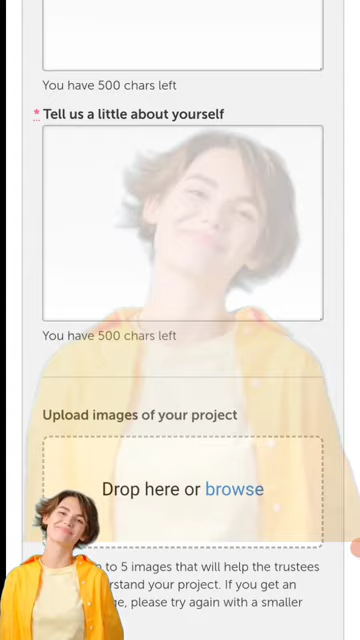 You have 500 chars left
* Tell us a little about yourself
You have 500 chars left
Upload images of your project
Drop here or browse
to 5 images that will help the trustees
your project. If you get an
please try again with a smaller